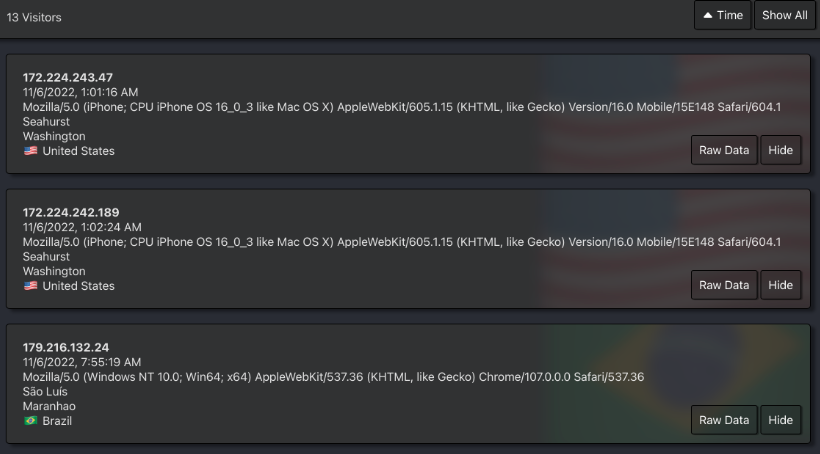 13 Visitors
Time
Show All
172.224.243.47
11/6/2022, 1:01:16 AM
Mozilla/5.0 (iPhone; CPU iPhone OS 16_0_3 like Mac OS X) AppleWebKit/605.1.15 (KHTML, like Gecko) Version/16.0 Mobile/15E148 Safari/604.1
Seahurst
Washington
United States
Raw Data
Hide
172.224.242.189
11/6/2022, 1:02:24 AM
Mozilla/5.0 (iPhone; CPU iPhone OS 16_0_3 like Mac OS X) AppleWebKit/605.1.15 (KHTML, like Gecko) Version/16.0 Mobile/15E148 Safari/604.1
Seahurst
Washington
United States
Raw Data
Hide
179.216.132.24
11/6/2022, 7:55:19 AM
Mozilla/5.0 (Windows NT 10.0; Win64; x64) AppleWebKit/537.36 (KHTML, like Gecko) Chrome/107.0.0.0 Safari/537.36
São Luís
Maranhao
Brazil
Raw Data
Hide